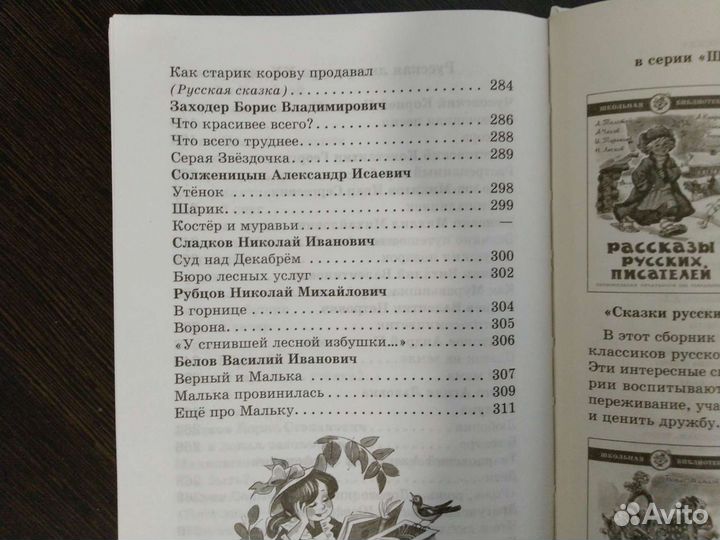 Как старик корову продавал
(Русская сказка) 284
Заходер Борис Владимирович
Что красивее всего? 286
Что всего труднее 288
Серая Звёздочка 289
Солженицын Александр Исаевич
Утёнок 298
Шарик 299
Костёр и муравьи —
Сладков Николай Иванович
Суд над Декабрём 300
Бюро лесных услуг 302
Рубцов Николай Михайлович
В горнице 304
Ворона 305
«У сгнившей лесной избушки...» 306
Белов Василий Иванович
Верный и Малька 307
Малька провинилась 309
Ещё про Мальку 311
в серии «Ш
ШКОЛЬНАЯ БИБЛИОТЕ
РАССКАЗЫ
РУССКИХ
ПИСАТЕЛЕЙ
«Сказки русски
В этот сборник
классиков русско
Эти интересные с
рии воспитывают
переживание, уча
и ценить дружбу.
ШКОЛЬНАЯ БИБЛИОТЕ
Avito